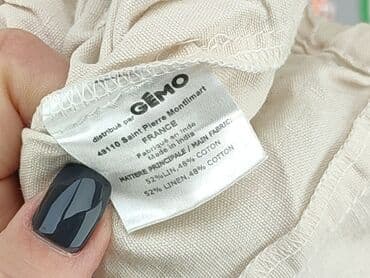 distribué par GÉMO
49110 Saint Pierre Montlimart
FRANCE
Fabriqué en Inde
Made in India
MATIERE PRINCIPALE / MAIN FABRIC
52% LIN, 48% COTON
52% LINEN, 48% COTTON